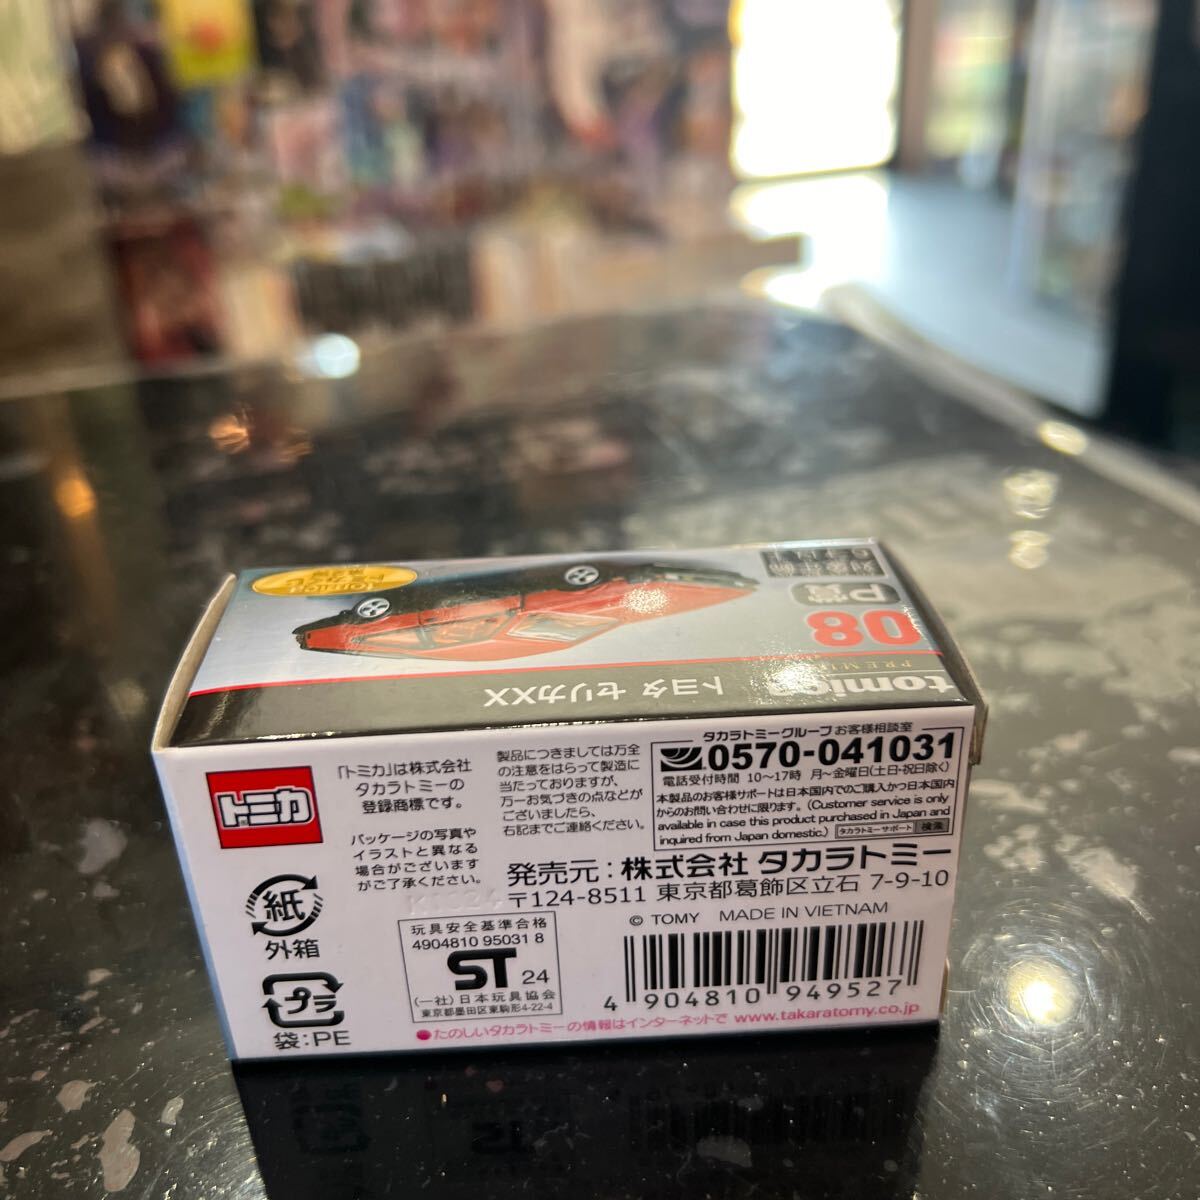 tomica
80
トヨタ セリカXX
トミカ
「トミカ」は株式会社
タカラトミーの
登録商標です。
パッケージの写真や
イラストと異なる
場合がございます
がご了承ください。
紙
外箱
プラ
袋:PE
製品につきましては万全
の注意をはらって製造に
当たっておりますが、
万一お気づきの点などが
ございましたら、
右記までご連絡ください。
タカラトミーグループお客様相談室
0570-041031
電話受付時間 10〜17時 月〜金曜日(土日・祝日除く)
本製品のお客様サポートは日本国内でのご購入かつ日本国内
からのお問い合わせに限ります。(Customer service is only
available in case this product purchased in Japan and
inquired from Japan domestic.) タカラトミーサポート 検索
発売元:株式会社 タカラトミー
〒124-8511 東京都葛飾区立石 7-9-10
© TOMY MADE IN VIETNAM
玩具安全基準合格
4904810 95031 8
ST 24
(一社)日本玩具協会
東京都墨田区東駒形4-22-4
4 904810 949527
●たのしいタカラトミーの情報はインターネットで www.takaratomy.co.jp